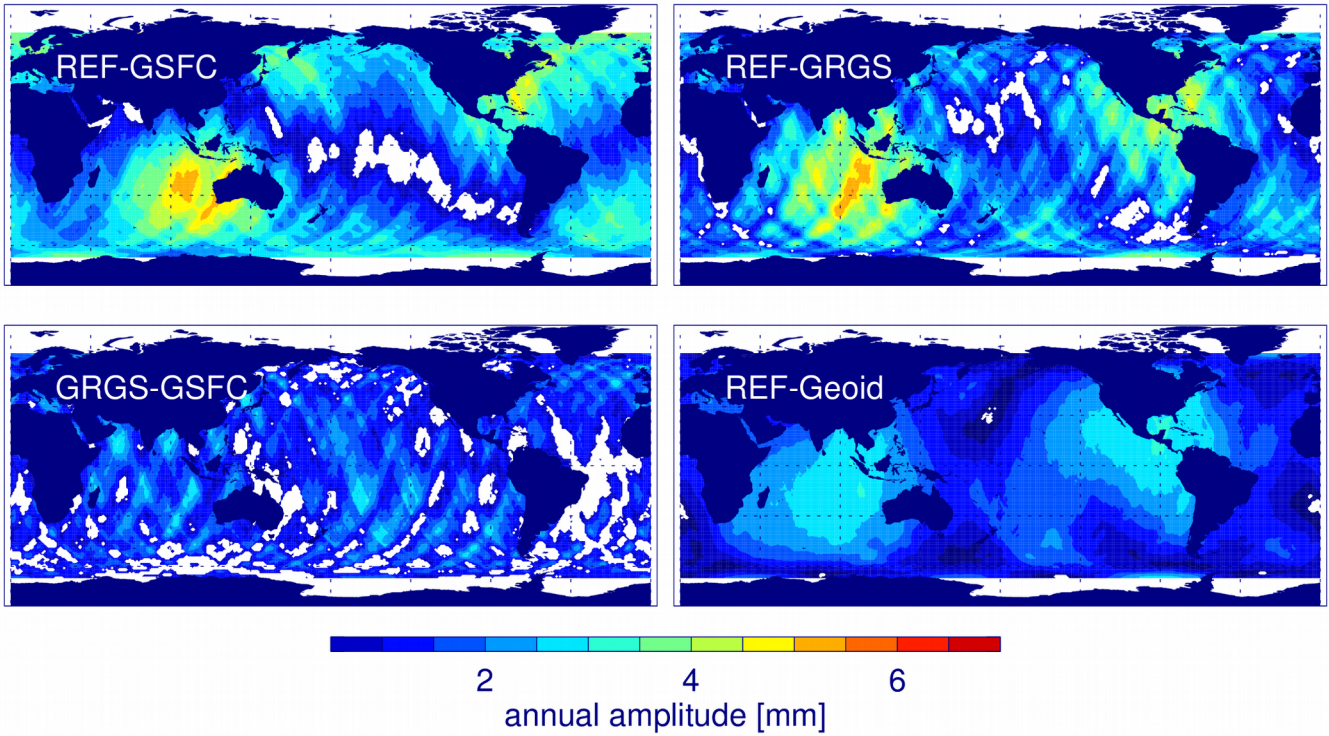 REF-GSFC
REF-GRGS
GRGS-GSFC
REF-Geoid
2 4 6
annual amplitude [mm]